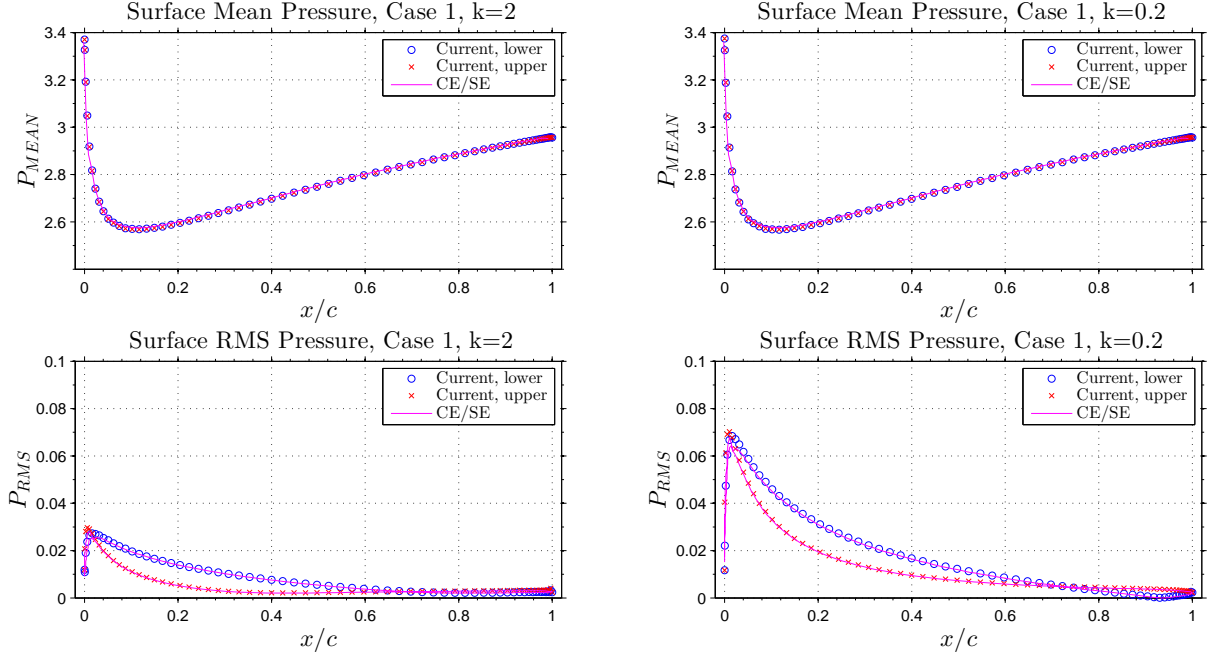 Surface Mean Pressure, Case 1, k=2
3.4
3.2
3
2.8
2.6
P_MEAN
Current, lower
Current, upper
CE/SE
0 0.2 0.4 0.6 0.8 1
x/c
Surface Mean Pressure, Case 1, k=0.2
3.4
3.2
3
2.8
2.6
P_MEAN
Current, lower
Current, upper
CE/SE
0 0.2 0.4 0.6 0.8 1
x/c
Surface RMS Pressure, Case 1, k=2
0.1
0.08
0.06
0.04
0.02
0
P_RMS
Current, lower
Current, upper
CE/SE
0 0.2 0.4 0.6 0.8 1
x/c
Surface RMS Pressure, Case 1, k=0.2
0.1
0.08
0.06
0.04
0.02
0
P_RMS
Current, lower
Current, upper
CE/SE
0 0.2 0.4 0.6 0.8 1
x/c